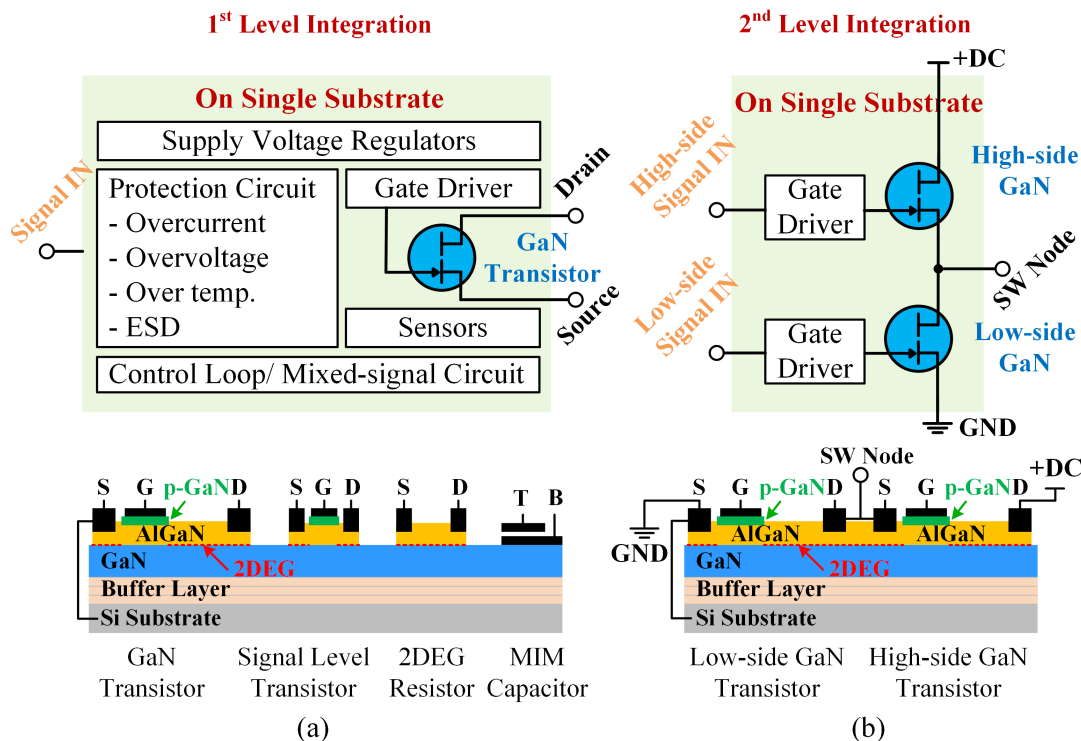 1st Level Integration
On Single Substrate
Supply Voltage Regulators
Signal IN
Protection Circuit
- Overcurrent
- Overvoltage
- Over temp.
- ESD
Gate Driver
Drain
GaN
Transistor
Source
Sensors
Control Loop/ Mixed-signal Circuit
S G p-GaN D S G D S D T B
AlGaN
GaN
2DEG
Buffer Layer
Si Substrate
GaN
Transistor
Signal Level
Transistor
2DEG
Resistor
MIM
Capacitor
(a)
2nd Level Integration
+DC
On Single Substrate
High-side
Signal IN
Gate
Driver
High-side
GaN
SW Node
Low-side
Signal IN
Gate
Driver
Low-side
GaN
GND
SW Node
+DC
S G p-GaN D S G p-GaN D
GND
AlGaN AlGaN
GaN
2DEG
Buffer Layer
Si Substrate
Low-side GaN
Transistor
High-side GaN
Transistor
(b)